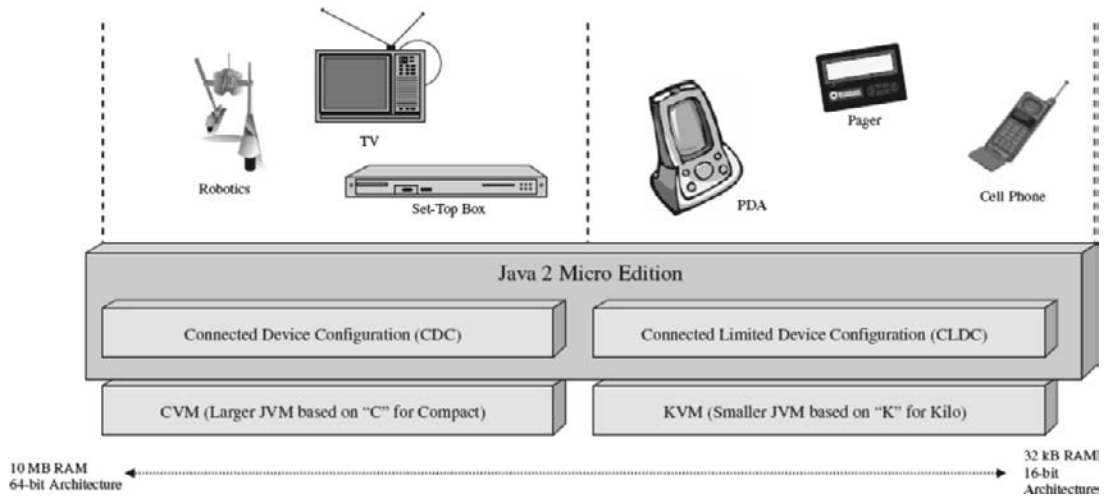 TV
Robotics
Set-Top Box
PDA
Pager
Cell Phone
Java 2 Micro Edition
Connected Device Configuration (CDC)
Connected Limited Device Configuration (CLDC)
CVM (Larger JVM based on “C” for Compact)
KVM (Smaller JVM based on “K” for Kilo)
10 MB RAM
64-bit Architecture
32 kB RAM
16-bit
Architectures